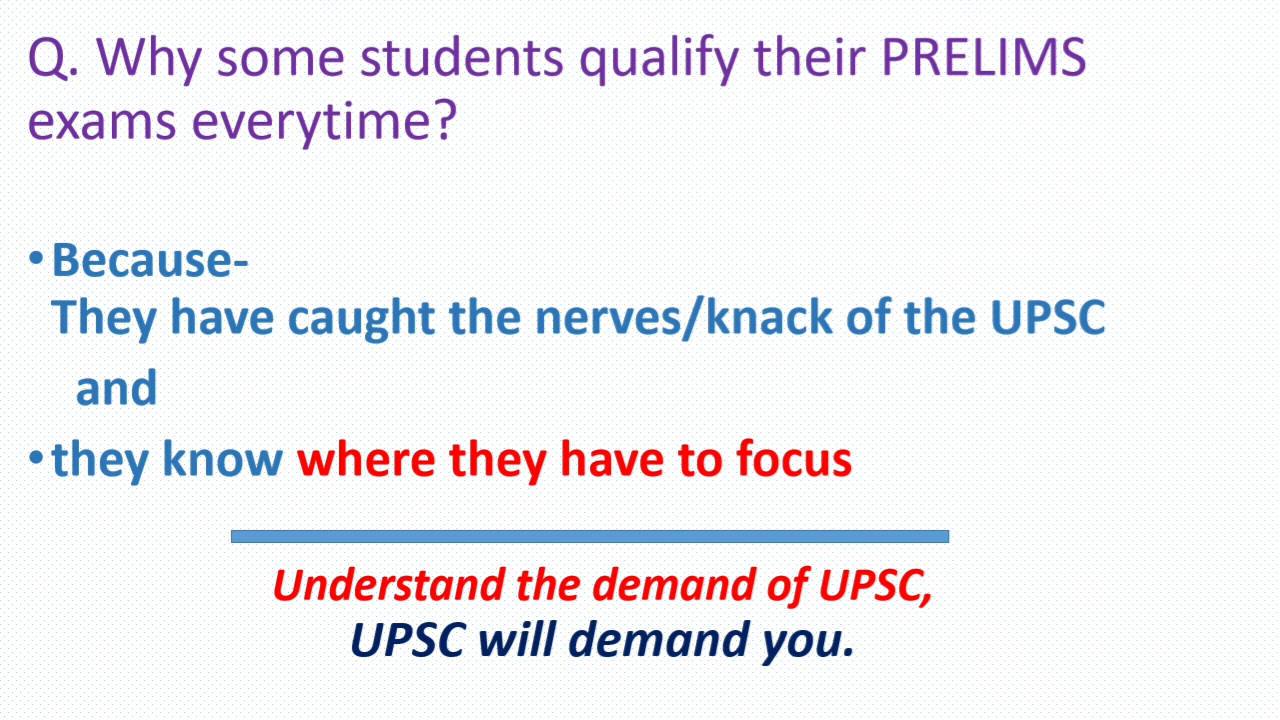 Q. Why some students qualify their PRELIMS
exams everytime?
•Because-
They have caught the nerves/knack of the UPSC
and
•they know where they have to focus
Understand the demand of UPSC,
UPSC will demand you.